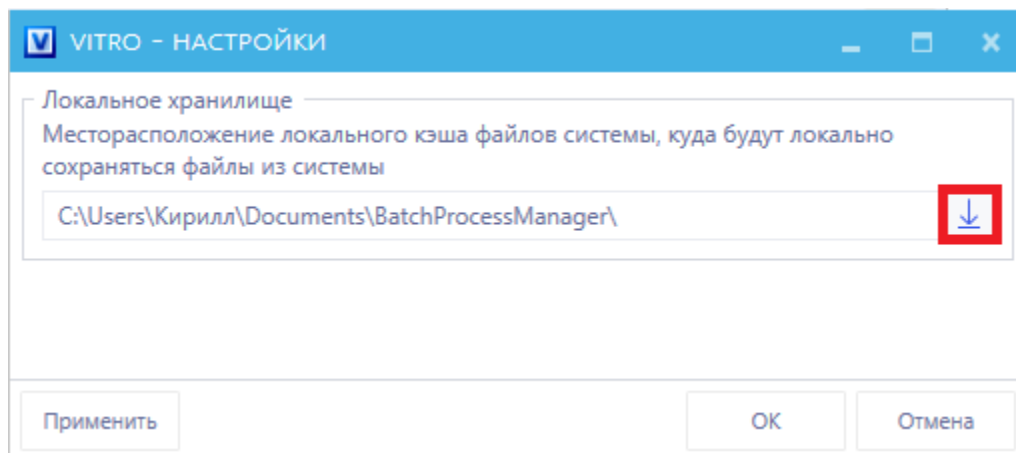 V VITRO - НАСТРОЙКИ
Локальное хранилище
Месторасположение локального кэша файлов системы, куда будут локально
сохраняться файлы из системы
C:\Users\Кирилл\Documents\BatchProcessManager\
Применить
ОК
Отмена